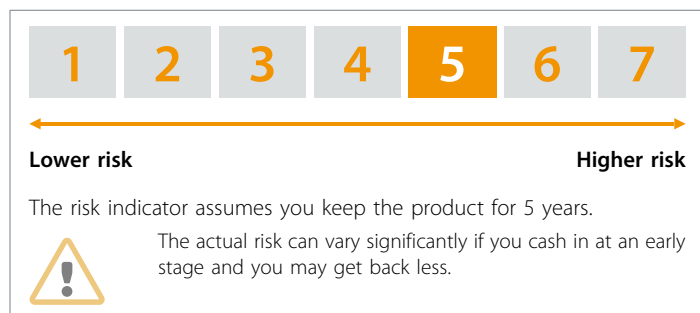 1 2 3 4 5 6 7
Lower risk Higher risk
The risk indicator assumes you keep the product for 5 years.
The actual risk can vary significantly if you cash in at an early
stage and you may get back less.